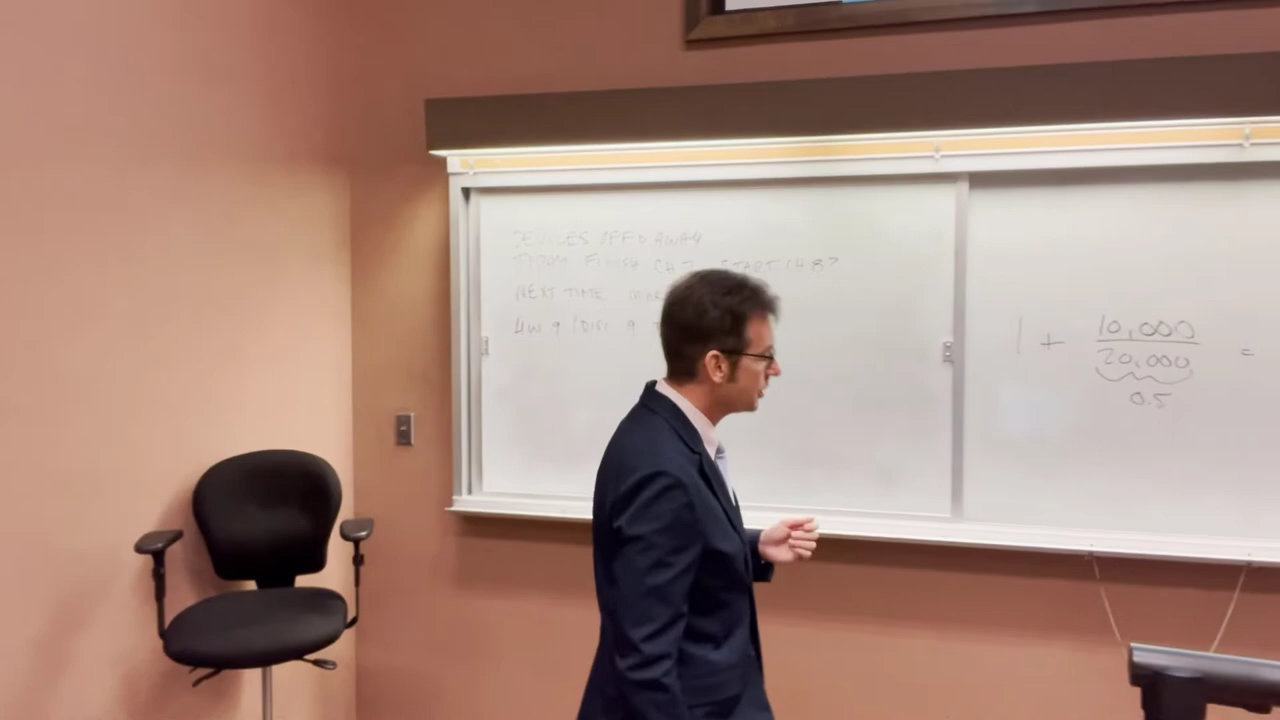 DEVICES OFF & AWAY
TODAY FINISH CH 7 START CH 8?
NEXT TIME
HW 9 / DISC 9
1 + 10,000 =
20,000
0.5